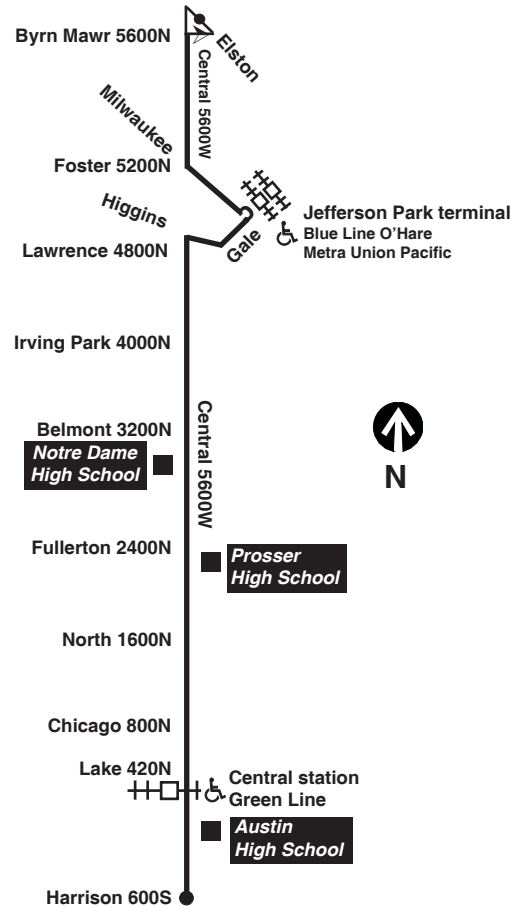 Byrn Mawr 5600N
Elston
Central 5600W
Milwaukee
Foster 5200N
Higgins
Jefferson Park terminal
Blue Line O'Hare
Metra Union Pacific
Gale
Lawrence 4800N
Irving Park 4000N
Central 5600W
Belmont 3200N
Notre Dame
High School
N
Fullerton 2400N
Prosser
High School
North 1600N
Chicago 800N
Lake 420N
Central station
Green Line
Austin
High School
Harrison 600S